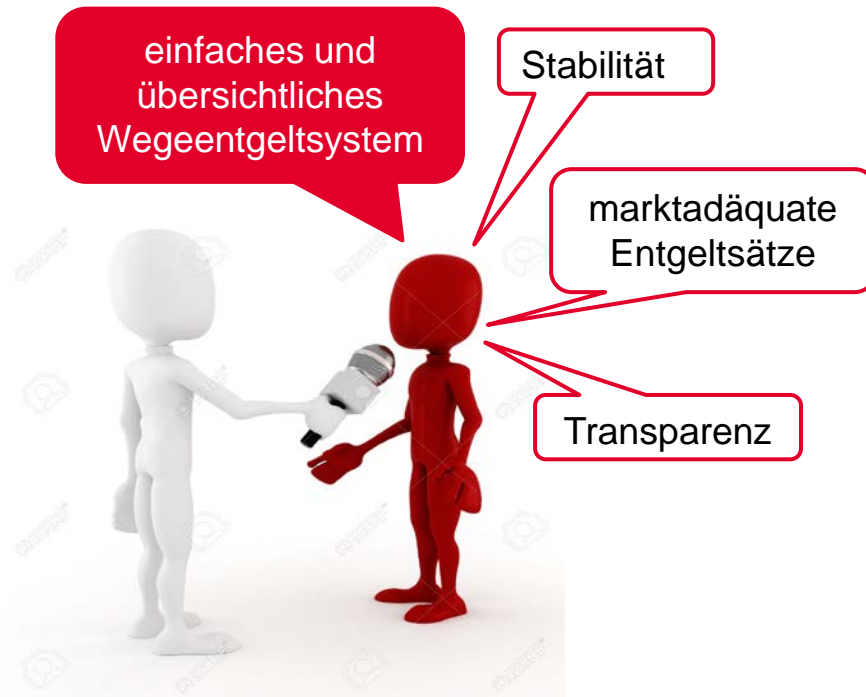 einfaches und
übersichtliches
Wegeentgeltsystem
Stabilität
marktadäquate
Entgeltsätze
Transparenz